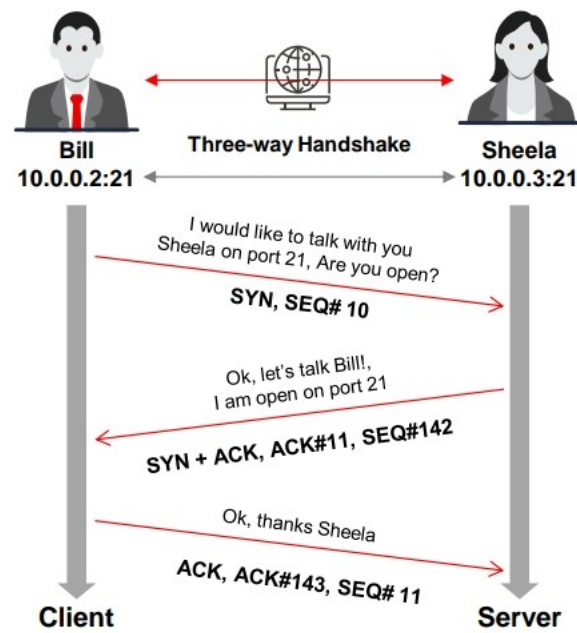 Bill
10.0.0.2:21
Three-way Handshake
Sheela
10.0.0.3:21
I would like to talk with you
Sheela on port 21, Are you open?
SYN, SEQ# 10
Ok, let's talk Bill!,
I am open on port 21
SYN + ACK, ACK#11, SEQ#142
Ok, thanks Sheela
ACK, ACK#143, SEQ# 11
Client
Server